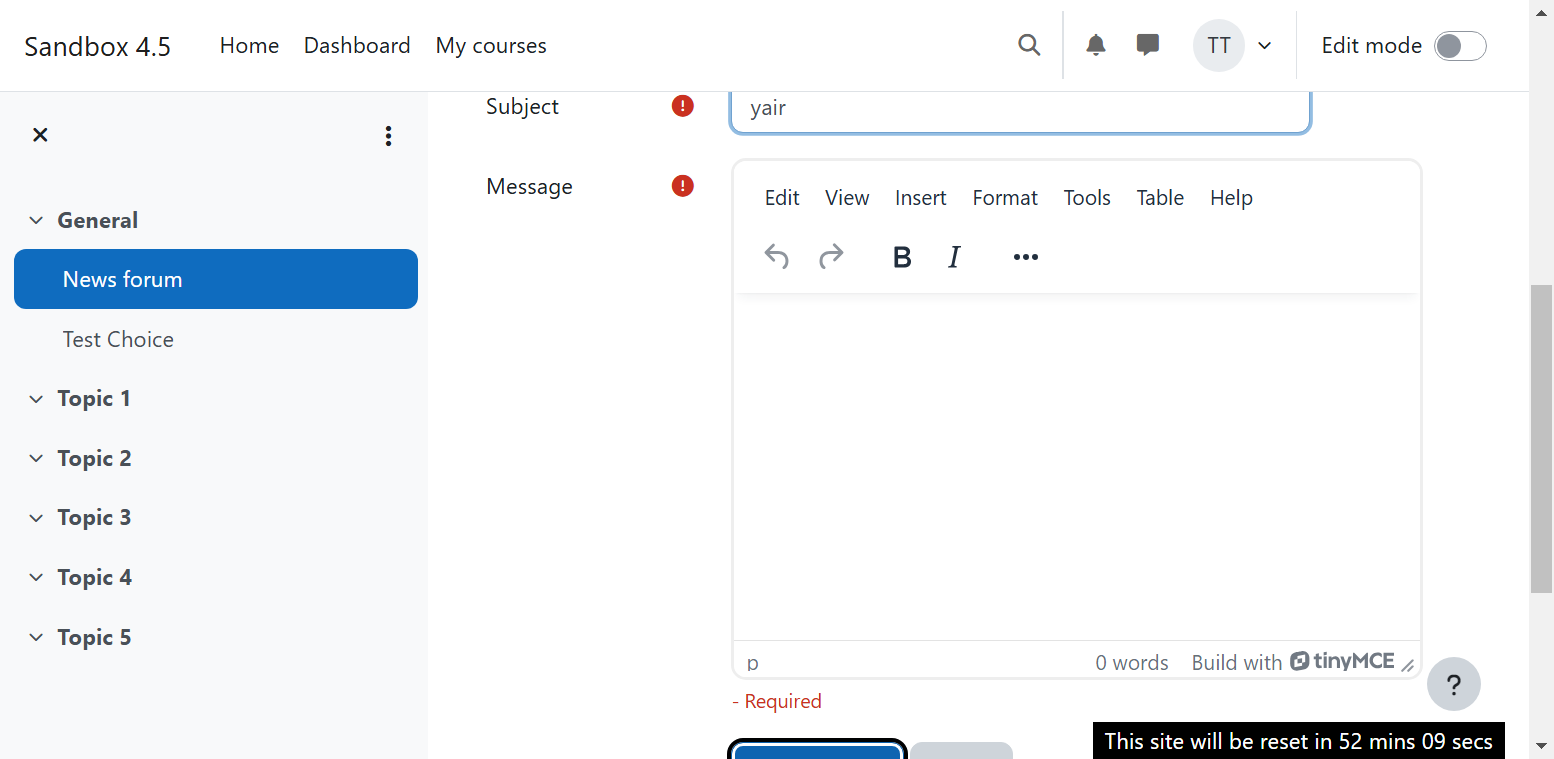 Sandbox 4.5 Home Dashboard My courses TT Edit mode
Subject yair
Message
Edit View Insert Format Tools Table Help
B I
General
News forum
Test Choice
Topic 1
Topic 2
Topic 3
Topic 4
Topic 5
p 0 words Build with tinyMCE
- Required
?
This site will be reset in 52 mins 09 secs